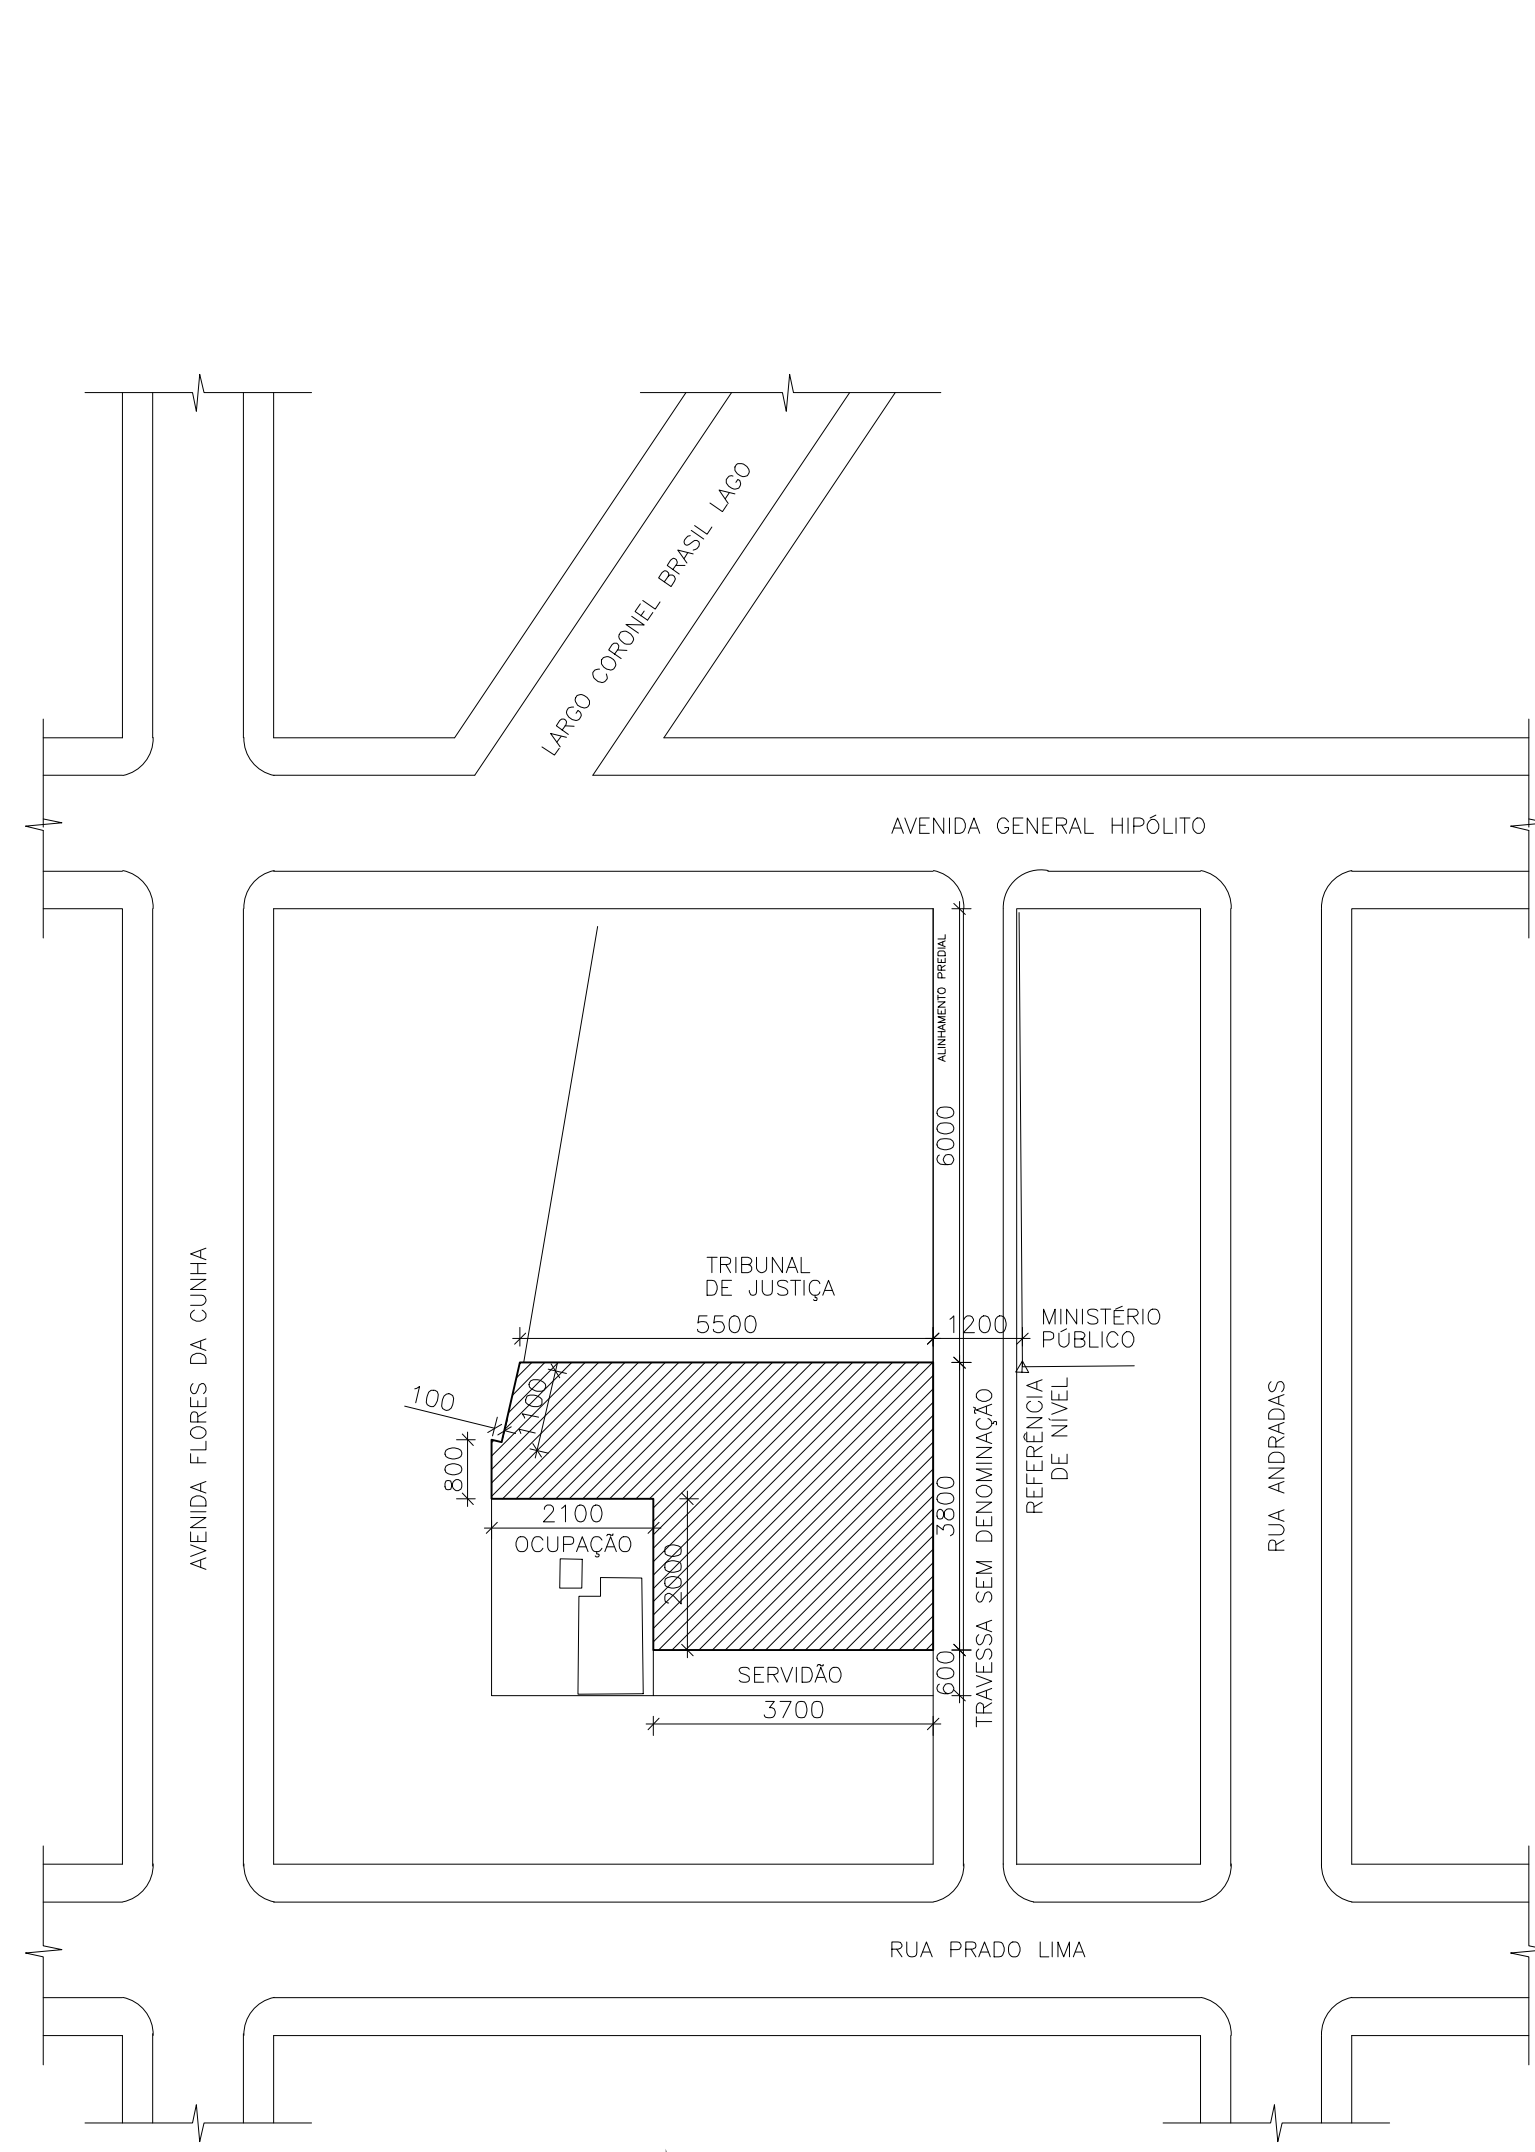 LARGO CORONEL BRASIL LAGO
AVENIDA GENERAL HIPÓLITO
ALINHAMENTO PREDIAL
6000
AVENIDA FLORES DA CUNHA
TRIBUNAL
DE JUSTIÇA
5500
1200
MINISTÉRIO
PÚBLICO
REFERÊNCIA
DE NÍVEL
100
1100
800
2100
OCUPAÇÃO
2000
3800
TRAVESSA SEM DENOMINAÇÃO
RUA ANDRADAS
SERVIDÃO
600
3700
RUA PRADO LIMA